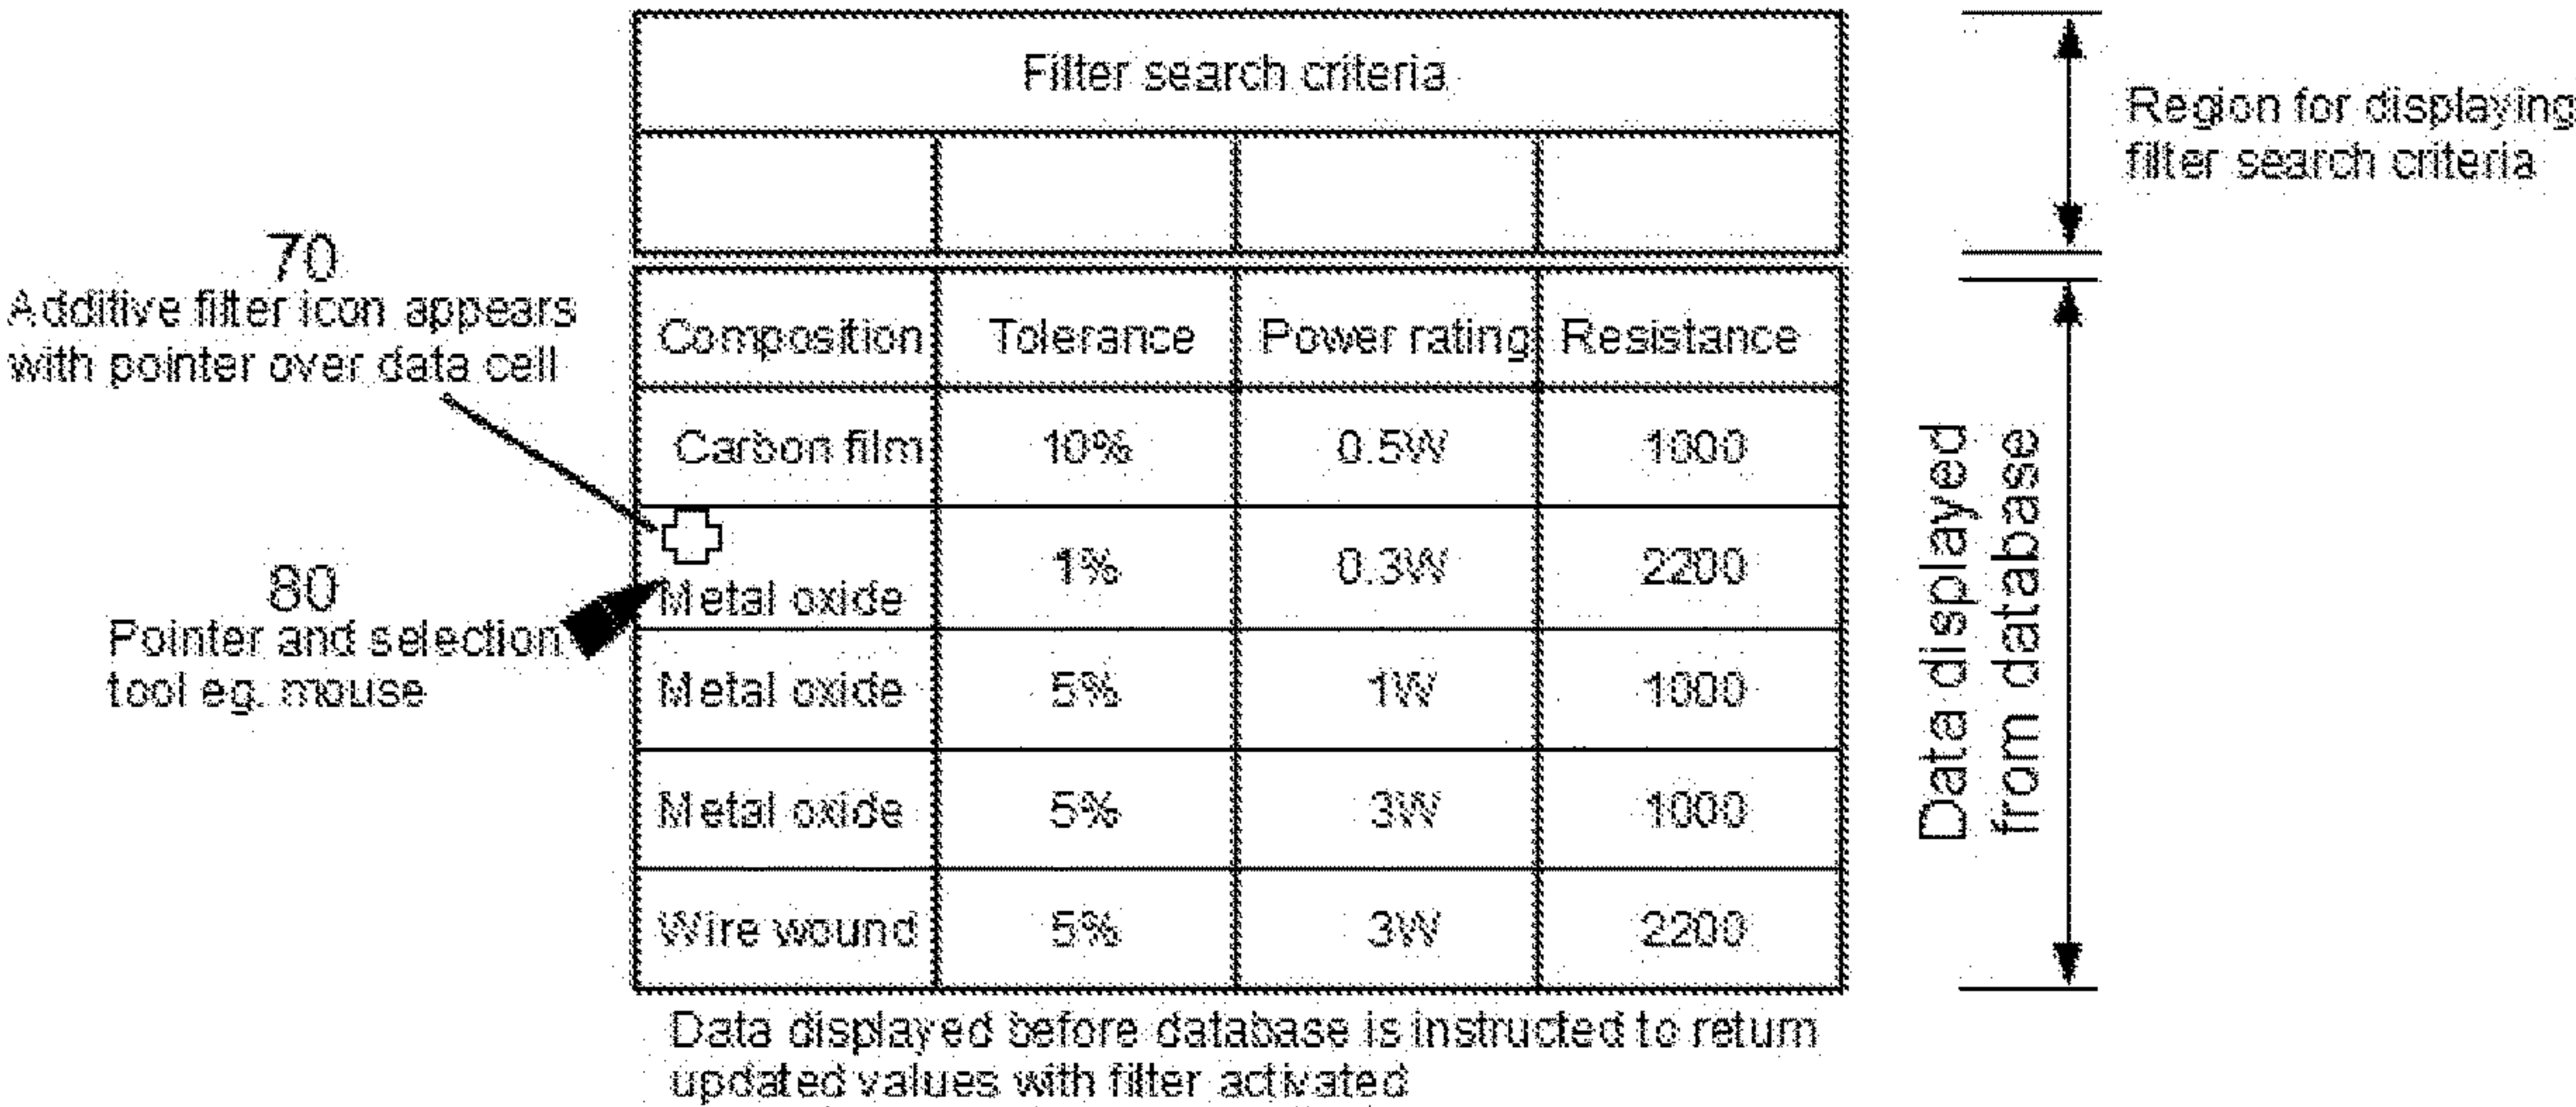 Filter search criteria
Region for displaying
filter search criteria
70
Additive filter icon appears
with pointer over data cell
80
Pointer and selection
tool eg. mouse
Composition Tolerance Power rating Resistance
Carbon film 10% 0.5W 1000
Metal oxide 1% 0.3W 2200
Metal oxide 5% 1W 1000
Metal oxide 5% 3W 1000
Wire wound 5% 3W 2200
Data displayed
from database
Data displayed before database is instructed to return
updated values with filter activated